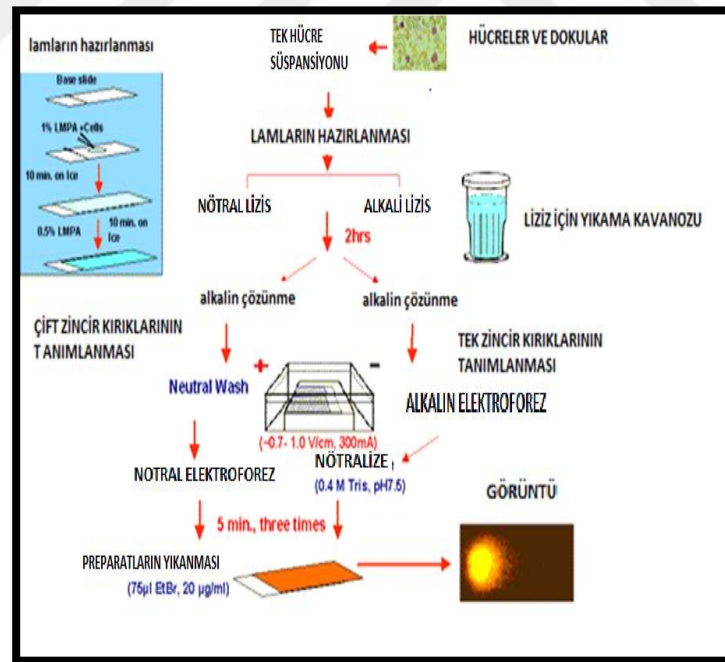 lamların hazırlanması
Base slide
1% LMPA +Cells
10 min. on Ice
0.5% LMPA
10 min. on
Ice
TEK HÜCRE
SÜSPANSİYONU
HÜCRELER VE DOKULAR
LAMLARIN HAZIRLANMASI
NÖTRAL LİZİS
ALKALİ LİZİS
2hrs
LİZİZ İÇİN YIKAMA KAVANOZU
alkalin çözünme
alkalin çözünme
ÇİFT ZİNCİR KIRIKLARININ
TANIMLANMASI
TEK ZİNCİR KIRIKLARININ
TANIMLANMASI
Neutral Wash
+
-
ALKALIN ELEKTROFOREZ
(~0.7- 1.0 V/cm, 300mA)
NOTRAL ELEKTROFOREZ
NÖTRALİZE
(0.4 M Tris, pH7.5)
GÖRÜNTÜ
5 min., three times
PREPARATLARIN YIKANMASI
(75µl EtBr, 20 µg/ml)